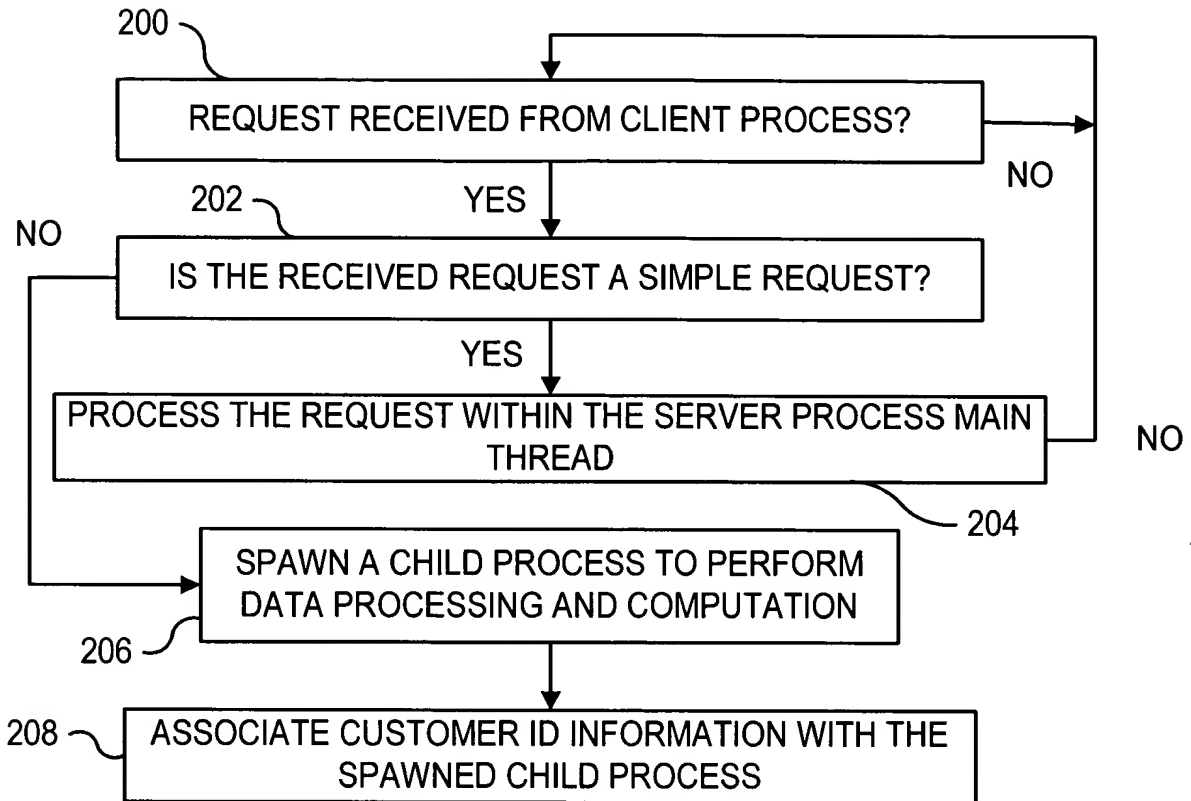 200
REQUEST RECEIVED FROM CLIENT PROCESS?
NO
YES
202
NO
IS THE RECEIVED REQUEST A SIMPLE REQUEST?
YES
PROCESS THE REQUEST WITHIN THE SERVER PROCESS MAIN
THREAD
NO
204
SPAWN A CHILD PROCESS TO PERFORM
DATA PROCESSING AND COMPUTATION
206
208
ASSOCIATE CUSTOMER ID INFORMATION WITH THE
SPAWNED CHILD PROCESS